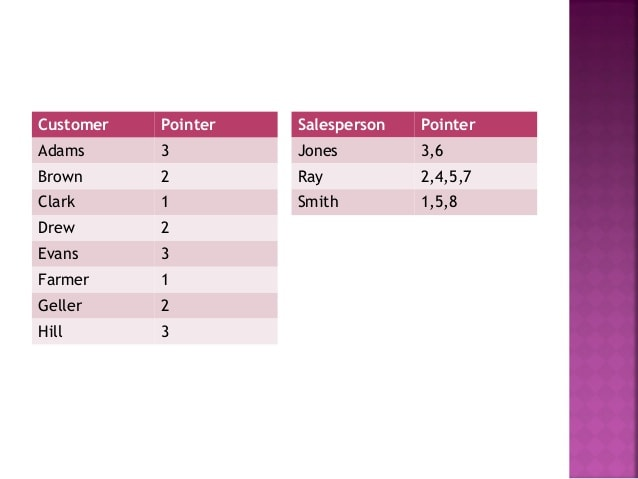 Customer Pointer
Adams 3
Brown 2
Clark 1
Drew 2
Evans 3
Farmer 1
Geller 2
Hill 3
Salesperson Pointer
Jones 3,6
Ray 2,4,5,7
Smith 1,5,8